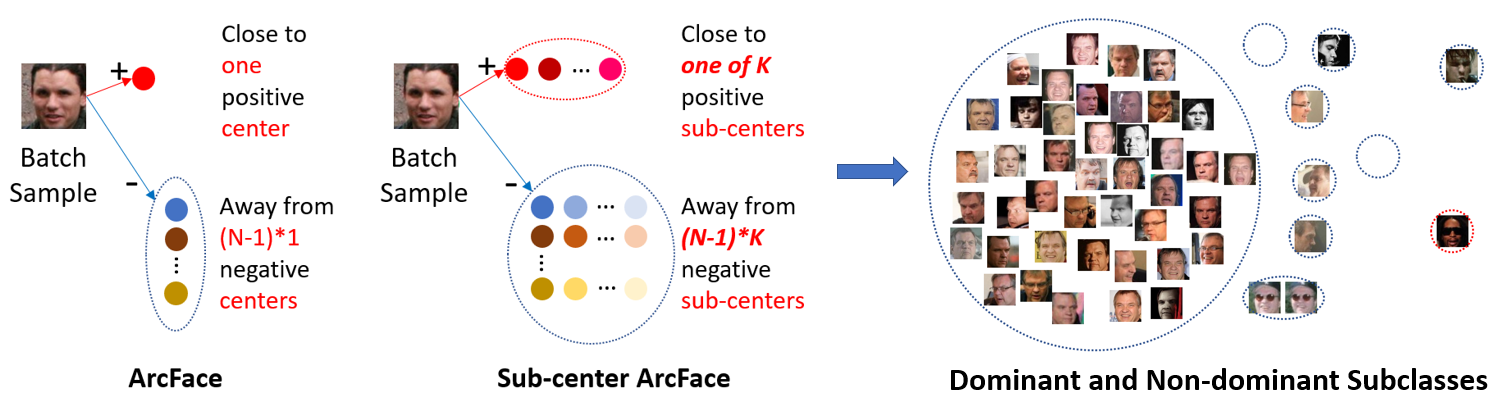 +
Close to
one
positive
center
Batch
Sample
-
Away from
(N-1)*1
negative
centers
ArcFace
+
...
Close to
one of K
positive
sub-centers
Batch
Sample
-
...
...
...
Away from
(N-1)*K
negative
sub-centers
Sub-center ArcFace
Dominant and Non-dominant Subclasses